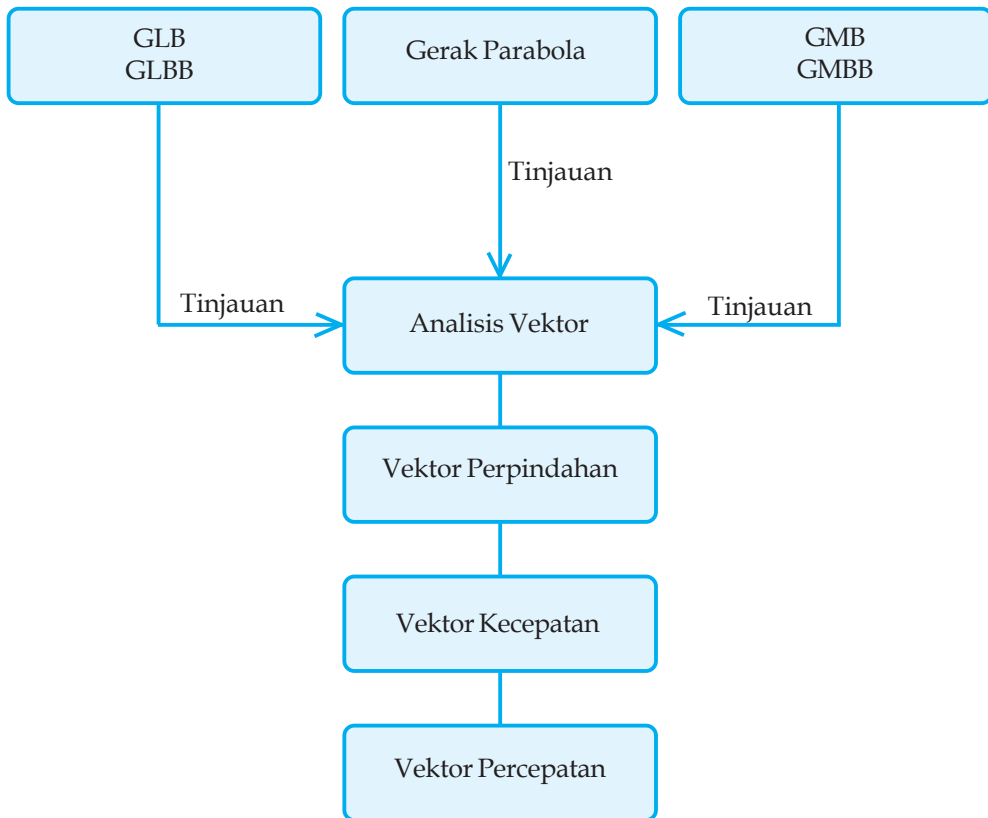 GLB
GLBB
Gerak Parabola
GMB
GMBB
Tinjauan
Tinjauan
Tinjauan
Analisis Vektor
Vektor Perpindahan
Vektor Kecepatan
Vektor Percepatan